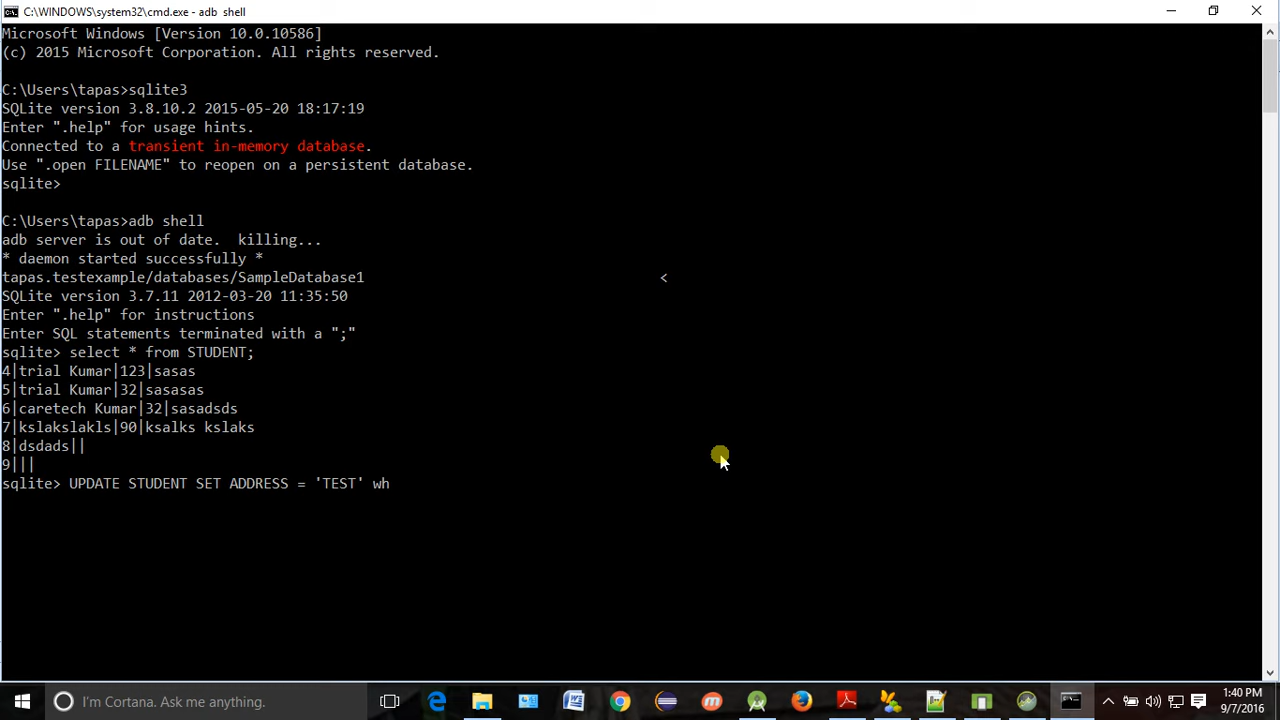 C:\WINDOWS\system32\cmd.exe - adb  shell
Microsoft Windows [Version 10.0.10586]
(c) 2015 Microsoft Corporation. All rights reserved.
C:\Users\tapas>sqlite3
SQLite version 3.8.10.2 2015-05-20 18:17:19
Enter ".help" for usage hints.
Connected to a transient in-memory database.
Use ".open FILENAME" to reopen on a persistent database.
sqlite>
C:\Users\tapas>adb shell
adb server is out of date.  killing...
* daemon started successfully *
tapas.testexample/databases/SampleDatabase1                                   <
SQLite version 3.7.11 2012-03-20 11:35:50
Enter ".help" for instructions
Enter SQL statements terminated with a ";"
sqlite> select * from STUDENT;
4|trial Kumar|123|sasas
5|trial Kumar|32|sasasas
6|caretech Kumar|32|sasadsds
7|kslakslakls|90|ksalks kslaks
8|dsdads||
9|||
sqlite> UPDATE STUDENT SET ADDRESS = 'TEST' wh
I'm Cortana. Ask me anything.
1:40 PM
9/7/2016